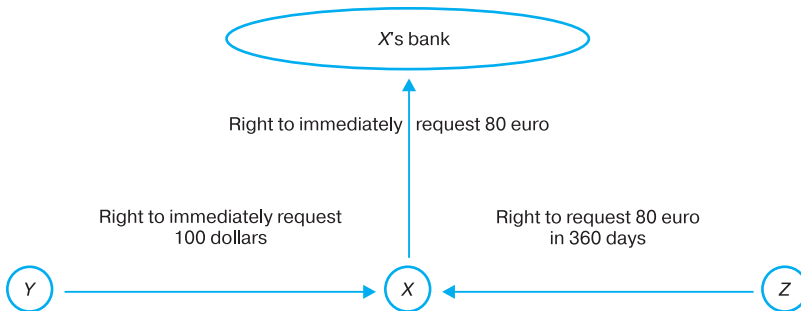 X's bank
Right to immediately request 80 euro
Right to immediately request
100 dollars
Right to request 80 euro
in 360 days
Y
X
Z